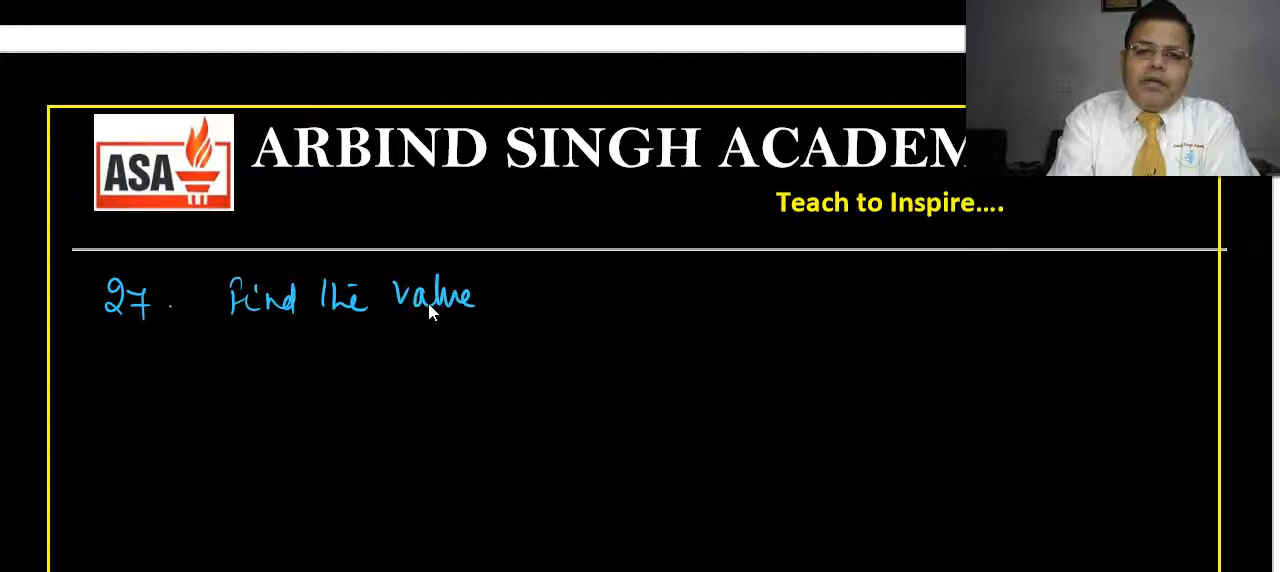 ASA
ARBIND SINGH ACADEM
Teach to Inspire....
27. Find the value